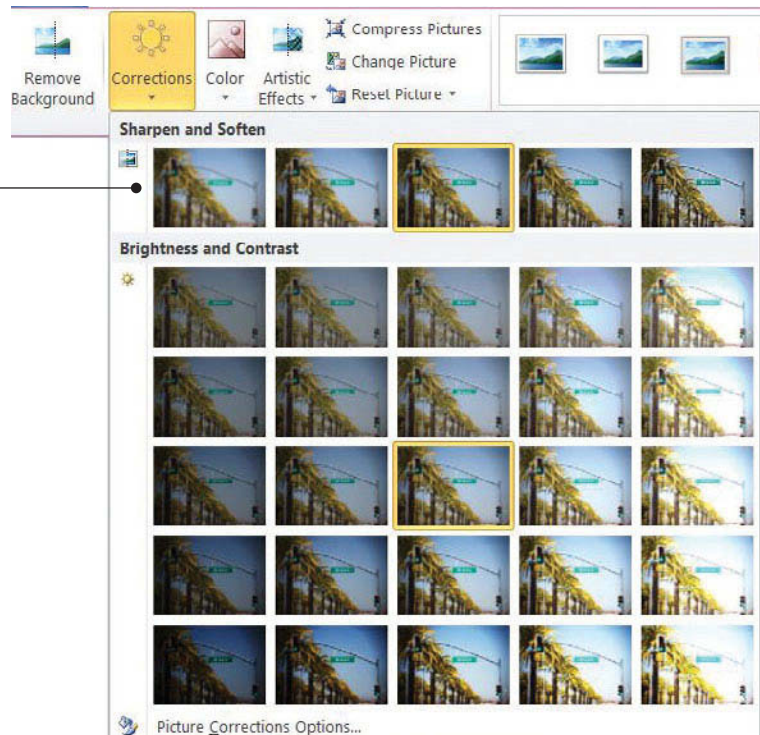 Remove
Background
Corrections
Color
Artistic
Effects
Compress Pictures
Change Picture
Reset Picture
Sharpen and Soften
Brightness and Contrast
Picture Corrections Options...